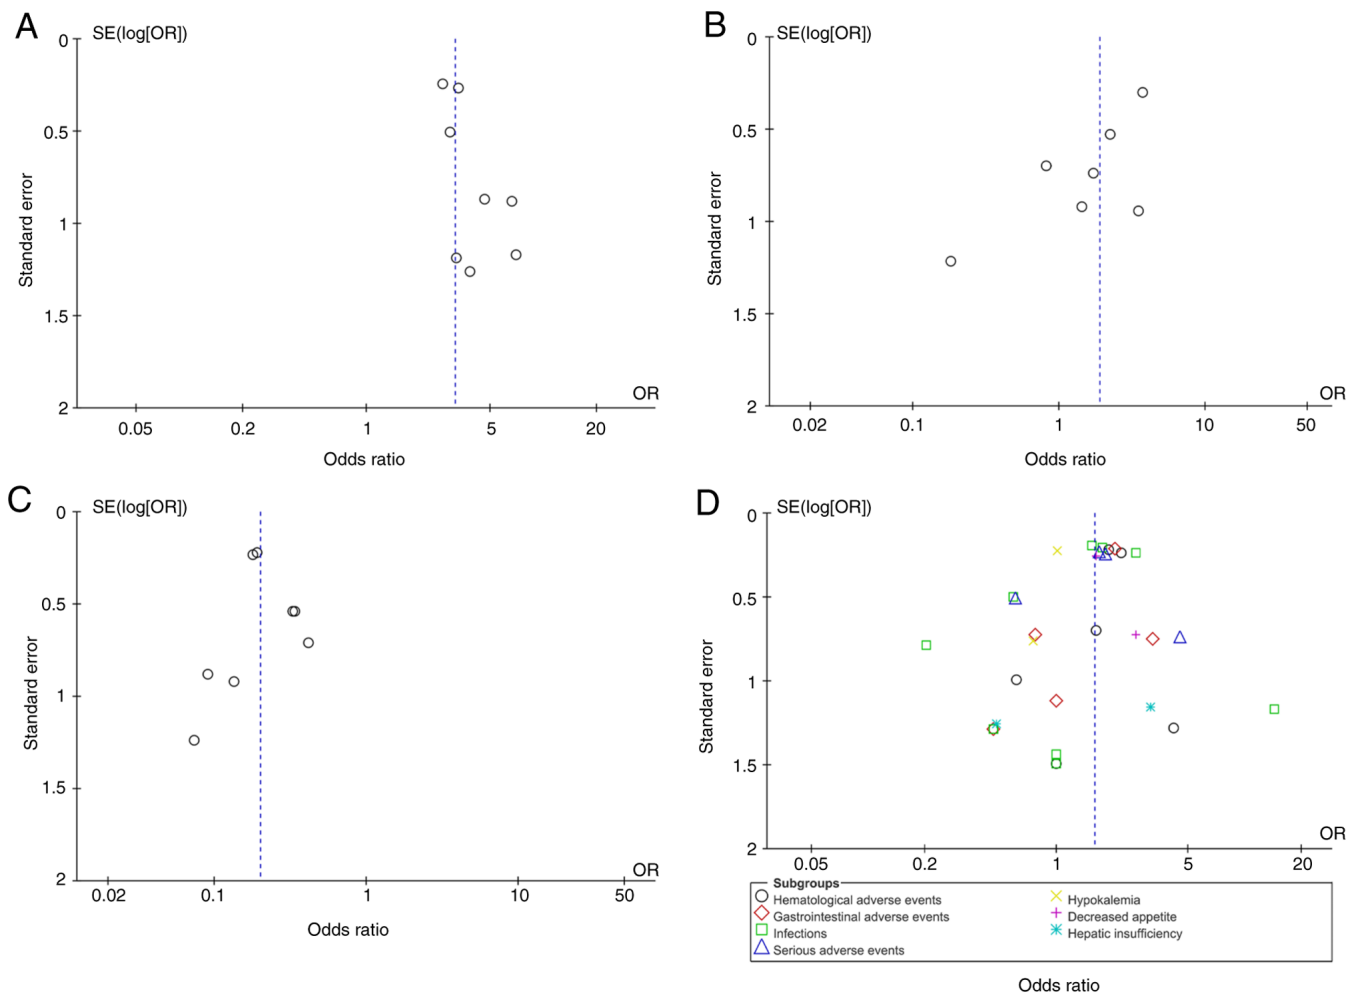 A
SE(log[OR])
0
0.5
1
1.5
2
Standard error
OR
0.05 0.2 1 5 20
Odds ratio
B
SE(log[OR])
0
0.5
1
1.5
2
Standard error
OR
0.02 0.1 1 10 50
Odds ratio
C
SE(log[OR])
0
0.5
1
1.5
2
Standard error
OR
0.02 0.1 1 10 50
Odds ratio
D
SE(log[OR])
0
0.5
1
1.5
2
Standard error
OR
0.05 0.2 1 5 20
Subgroups
Hematological adverse events
Gastrointestinal adverse events
Infections
Serious adverse events
Hypokalemia
Decreased appetite
Hepatic insufficiency
Odds ratio